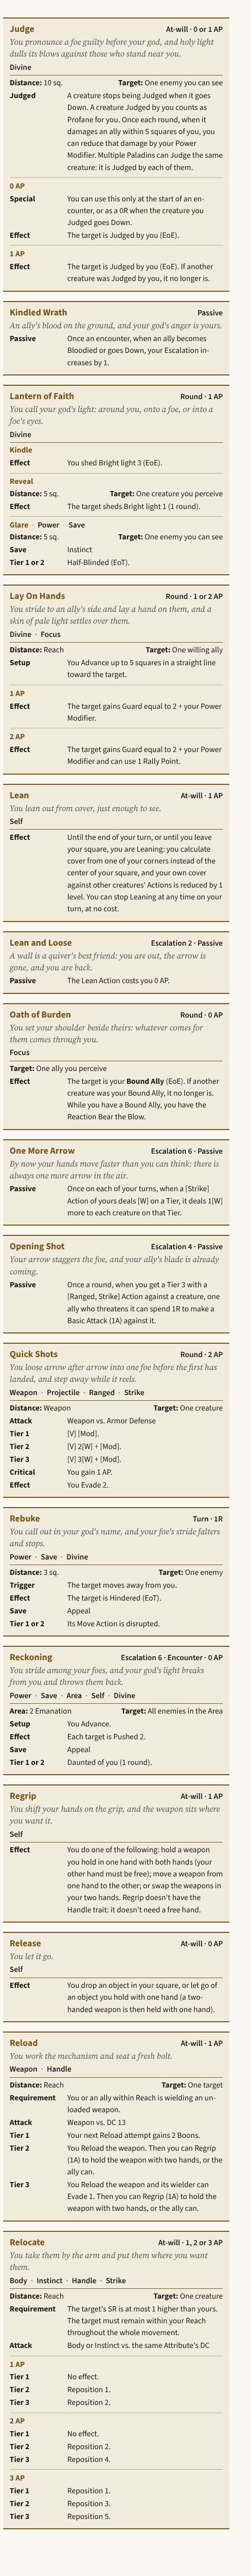 Judge At-will · 0 or 1 AP
You pronounce a foe guilty before your god, and holy light
dulls its blows against those who stand near you.
Divine
Distance: 10 sq. Target: One enemy you can see
Judged A creature stops being Judged when it goes
Down. A creature Judged by you counts as
Profane for you. Once each round, when it
damages an ally within 5 squares of you, you
can reduce that damage by your Power
Modifier. Multiple Paladins can Judge the same
creature: it is Judged by each of them.
0 AP
Special You can use this only at the start of an en-
counter, or as a 0R when the creature you
Judged goes Down.
Effect The target is Judged by you (EoE).
1 AP
Effect The target is Judged by you (EoE). If another
creature was Judged by you, it no longer is.
Kindled Wrath Passive
An ally's blood on the ground, and your god's anger is yours.
Passive Once an encounter, when an ally becomes
Bloodied or goes Down, your Escalation in-
creases by 1.
Lantern of Faith Round · 1 AP
You call your god's light: around you, onto a foe, or into a
foe's eyes.
Divine
Kindle
Effect You shed Bright light 3 (EoE).
Reveal
Distance: 5 sq. Target: One creature you perceive
Effect The target sheds Bright light 1 (1 round).
Glare · Power · Save
Distance: 5 sq. Target: One enemy you can see
Save Instinct
Tier 1 or 2 Half-Blinded (EoT).
Lay On Hands Round · 1 or 2 AP
You stride to an ally's side and lay a hand on them, and a
skin of pale light settles over them.
Divine · Focus
Distance: Reach Target: One willing ally
Setup You Advance up to 5 squares in a straight line
toward the target.
1 AP
Effect The target gains Guard equal to 2 + your Power
Modifier.
2 AP
Effect The target gains Guard equal to 2 + your Power
Modifier and can use 1 Rally Point.
Lean At-will · 1 AP
You lean out from cover, just enough to see.
Self
Effect Until the end of your turn, or until you leave
your square, you are Leaning: you calculate
cover from one of your corners instead of the
center of your square, and your own cover
against other creatures' Actions is reduced by 1
level. You can stop Leaning at any time on your
turn, at no cost.
Lean and Loose Escalation 2 · Passive
A wall is a quiver's best friend: you are out, the arrow is
gone, and you are back.
Passive The Lean Action costs you 0 AP.
Oath of Burden Round · 0 AP
You set your shoulder beside theirs: whatever comes for
them comes through you.
Focus
Target: One ally you perceive
Effect The target is your Bound Ally (EoE). If another
creature was your Bound Ally, it no longer is.
While you have a Bound Ally, you have the
Reaction Bear the Blow.
One More Arrow Escalation 6 · Passive
By now your hands move faster than you can think: there is
always one more arrow in the air.
Passive Once on each of your turns, when a [Strike]
Action of yours deals [W] on a Tier, it deals 1[W]
more to each creature on that Tier.
Opening Shot Escalation 4 · Passive
Your arrow staggers the foe, and your ally's blade is already
coming.
Passive Once a round, when you get a Tier 3 with a
[Ranged, Strike] Action against a creature, one
ally who threatens it can spend 1R to make a
Basic Attack (1A) against it.
Quick Shots Round · 2 AP
You loose arrow after arrow into one foe before the first has
landed, and step away while it reels.
Weapon · Projectile · Ranged · Strike
Distance: Weapon Target: One creature
Attack Weapon vs. Armor Defense
Tier 1 [V] [Mod].
Tier 2 [V] 2[W] + [Mod].
Tier 3 [V] 3[W] + [Mod].
Critical You gain 1 AP.
Effect You Evade 2.
Rebuke Turn · 1R
You call out in your god's name, and your foe's stride falters
and stops.
Power · Save · Divine
Distance: 3 sq. Target: One enemy
Trigger The target moves away from you.
Effect The target is Hindered (EoT).
Save Appeal
Tier 1 or 2 Its Move Action is disrupted.
Reckoning Escalation 6 · Encounter · 0 AP
You stride among your foes, and your god's light breaks
from you and throws them back.
Power · Save · Area · Self · Divine
Area: 2 Emanation Target: All enemies in the Area
Setup You Advance.
Effect Each target is Pushed 2.
Save Appeal
Tier 1 or 2 Daunted of you (1 round).
Regrip At-will · 1 AP
You shift your hands on the grip, and the weapon sits where
you want it.
Self
Effect You do one of the following: hold a weapon
you hold in one hand with both hands (your
other hand must be free); move a weapon from
one hand to the other; or swap the weapons in
your two hands. Regrip doesn't have the
Handle trait: it doesn't need a free hand.
Release At-will · 0 AP
You let it go.
Self
Effect You drop an object in your square, or let go of
an object you hold with one hand (a two-
handed weapon is then held with one hand).
Reload At-will · 1 AP
You work the mechanism and seat a fresh bolt.
Weapon · Handle
Distance: Reach Target: One target
Requirement You or an ally within Reach is wielding an un-
loaded weapon.
Attack Weapon vs. DC 13
Tier 1 Your next Reload attempt gains 2 Boons.
Tier 2 You Reload the weapon. Then you can Regrip
(1A) to hold the weapon with two hands, or the
ally can.
Tier 3 You Reload the weapon and its wielder can
Evade 1. Then you can Regrip (1A) to hold the
weapon with two hands, or the ally can.
Relocate At-will · 1, 2 or 3 AP
You take them by the arm and put them where you want
them.
Body · Instinct · Handle · Strike
Distance: Reach Target: One creature
Requirement The target's SR is at most 1 higher than yours.
The target must remain within your Reach
throughout the whole movement.
Attack Body or Instinct vs. the same Attribute's DC
1 AP
Tier 1 No effect.
Tier 2 Reposition 1.
Tier 3 Reposition 2.
2 AP
Tier 1 No effect.
Tier 2 Reposition 2.
Tier 3 Reposition 4.
3 AP
Tier 1 Reposition 1.
Tier 2 Reposition 3.
Tier 3 Reposition 5.